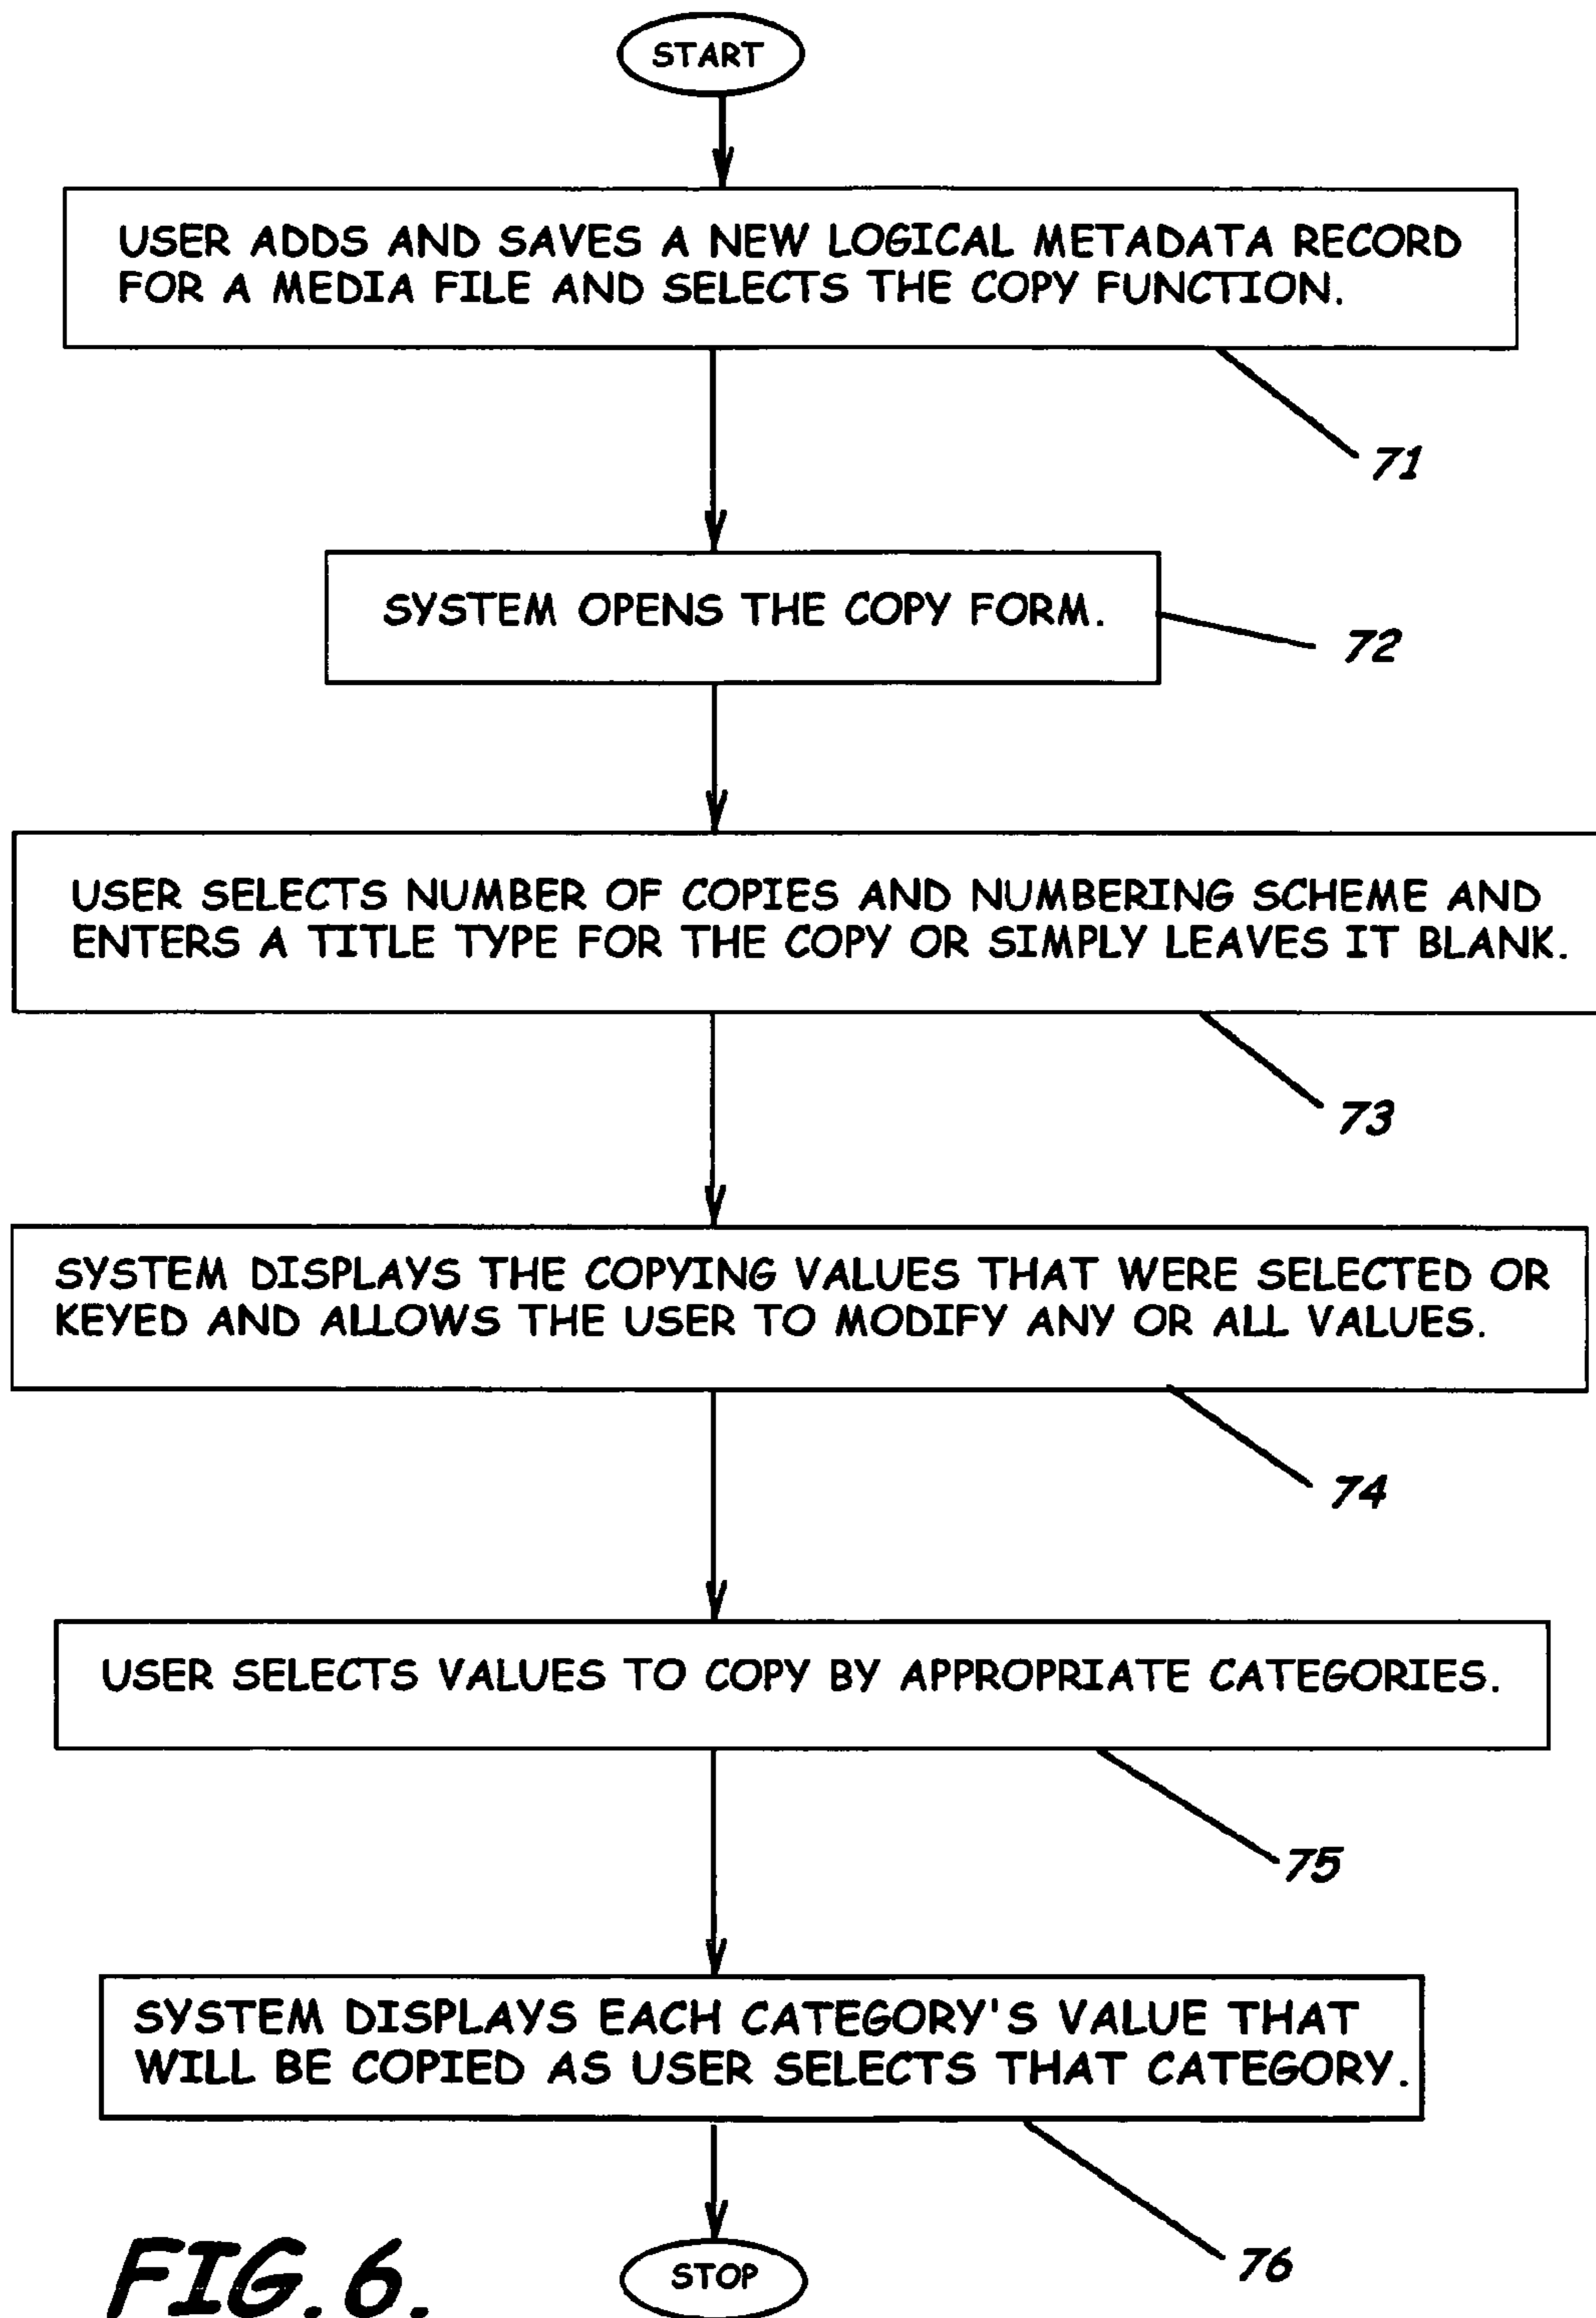 START
USER ADDS AND SAVES A NEW LOGICAL METADATA RECORD
FOR A MEDIA FILE AND SELECTS THE COPY FUNCTION.
71
SYSTEM OPENS THE COPY FORM.
72
USER SELECTS NUMBER OF COPIES AND NUMBERING SCHEME AND
ENTERS A TITLE TYPE FOR THE COPY OR SIMPLY LEAVES IT BLANK.
73
SYSTEM DISPLAYS THE COPYING VALUES THAT WERE SELECTED OR
KEYED AND ALLOWS THE USER TO MODIFY ANY OR ALL VALUES.
74
USER SELECTS VALUES TO COPY BY APPROPRIATE CATEGORIES.
75
SYSTEM DISPLAYS EACH CATEGORY'S VALUE THAT
WILL BE COPIED AS USER SELECTS THAT CATEGORY.
76
STOP
FIG. 6.